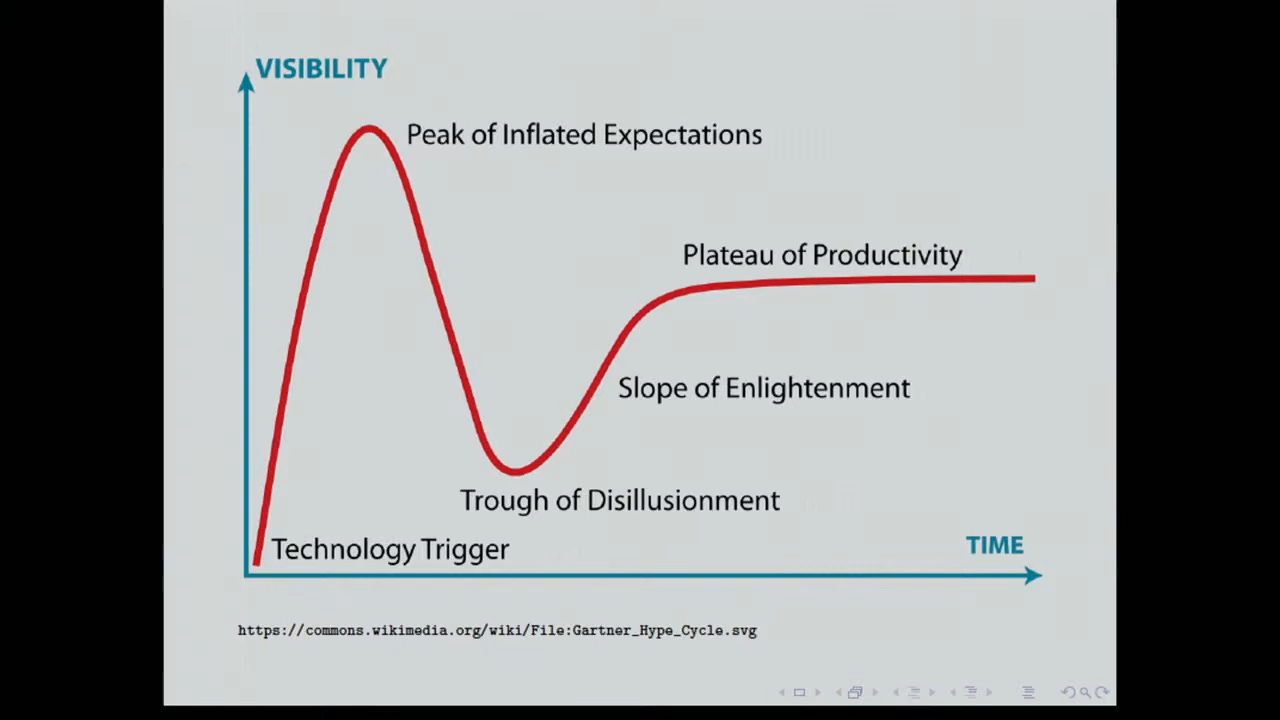 VISIBILITY
Peak of Inflated Expectations
Plateau of Productivity
Slope of Enlightenment
Trough of Disillusionment
Technology Trigger
TIME
https://commons.wikimedia.org/wiki/File:Gartner_Hype_Cycle.svg